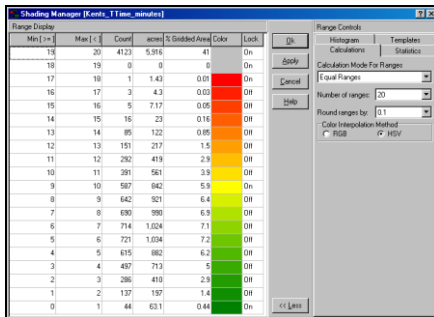 Shading Manager [Kents_TTime_minutes]
Range Display
Min [ >= ] Max [ < ] Count acres % Gridded Area Color Lock
19 20 4123 5,916 41 On
18 19 0 0 0 On
17 18 1 1.43 0.01 On
16 17 3 4.3 0.03 Off
15 16 5 7.17 0.05 Off
14 15 16 23 0.16 Off
13 14 85 122 0.85 Off
12 13 151 217 1.5 Off
11 12 292 419 2.9 Off
10 11 391 561 3.9 Off
9 10 587 842 5.9 On
8 9 642 921 6.4 Off
7 8 690 990 6.9 Off
6 7 714 1,024 7.1 Off
5 6 721 1,034 7.2 Off
4 5 615 882 6.2 Off
3 4 497 713 5 Off
2 3 286 410 2.9 Off
1 2 137 197 1.4 Off
0 1 44 63.1 0.44 On
Ok
Apply
Cancel
Help
<< Less
Range Controls
Histogram Templates
Calculations Statistics
Calculation Mode For Ranges
Equal Ranges
Number of ranges: 20
Round ranges by: 0.1
Color Interpolation Method
RGB HSV